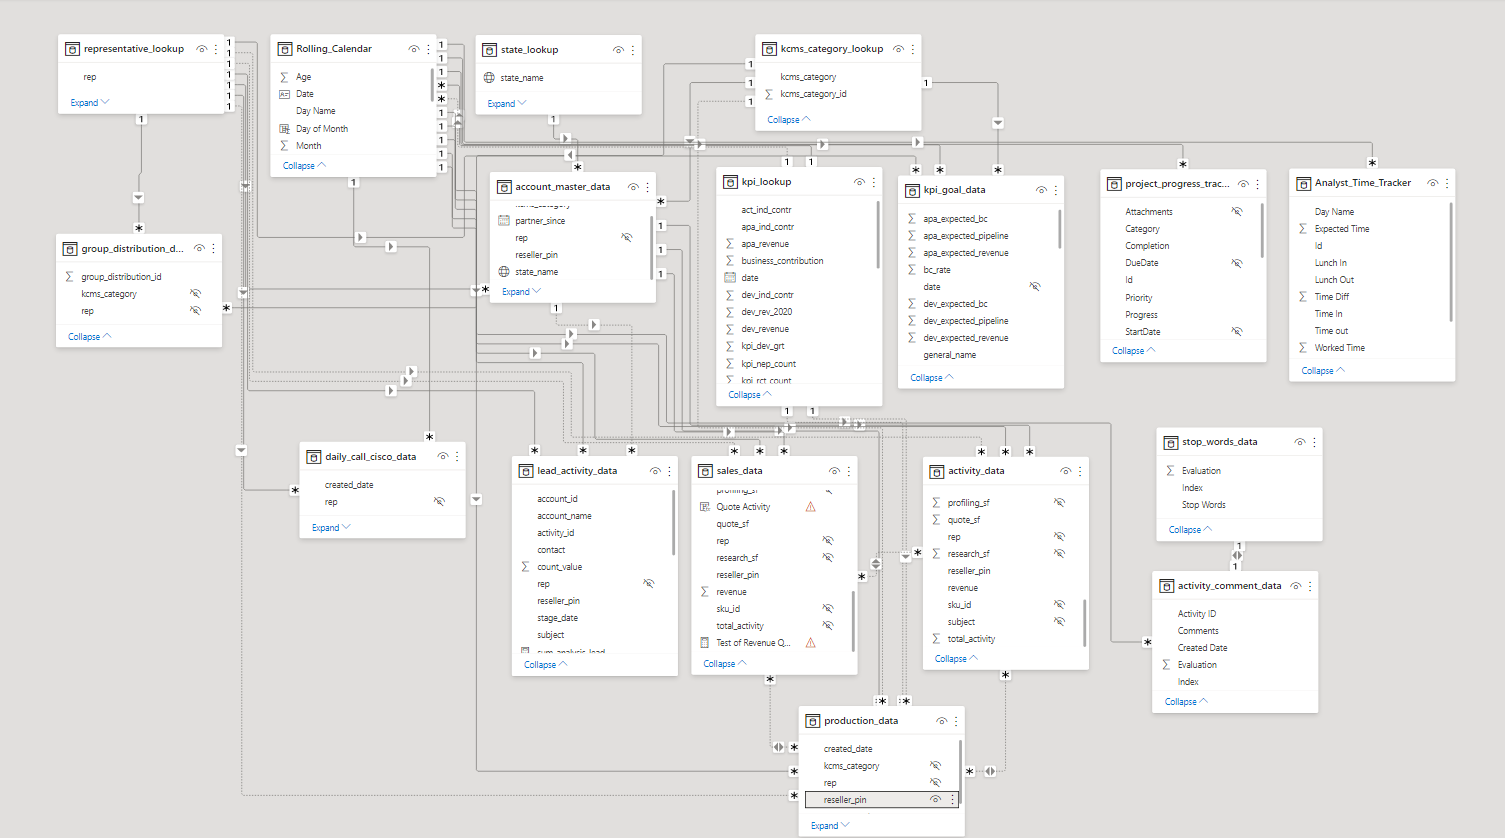 representative_lookup
rep
Expand
Rolling_Calendar
Age
Date
Day Name
Day of Month
Month
Collapse
state_lookup
state_name
Expand
kcms_category_lookup
kcms_category
kcms_category_id
Collapse
group_distribution_d...
group_distribution_id
kcms_category
rep
Collapse
account_master_data
kcms_category
partner_since
rep
reseller_pin
state_name
Expand
kpi_lookup
act_ind_contr
apa_ind_contr
apa_revenue
business_contribution
date
dev_ind_contr
dev_rev_2020
dev_revenue
kpi_dev_grt
kpi_nep_count
kpi_rct_count
Collapse
kpi_goal_data
apa_expected_bc
apa_expected_pipeline
apa_expected_revenue
bc_rate
date
dev_expected_bc
dev_expected_pipeline
dev_expected_revenue
general_name
Collapse
project_progress_trac...
Attachments
Category
Completion
DueDate
Id
Priority
Progress
StartDate
Collapse
Analyst_Time_Tracker
Day Name
Expected Time
Id
Lunch In
Lunch Out
Time Diff
Time In
Time out
Worked Time
Collapse
daily_call_cisco_data
created_date
rep
Expand
lead_activity_data
account_id
account_name
activity_id
contact
count_value
rep
reseller_pin
stage_date
subject
sum_analysis_lead
Collapse
sales_data
profiling_sf
Quote Activity
quote_sf
rep
research_sf
reseller_pin
revenue
sku_id
total_activity
Test of Revenue Q...
Collapse
activity_data
profiling_sf
quote_sf
rep
research_sf
reseller_pin
revenue
sku_id
subject
total_activity
Collapse
stop_words_data
Evaluation
Index
Stop Words
Collapse
activity_comment_data
Activity ID
Comments
Created Date
Evaluation
Index
Collapse
production_data
created_date
kcms_category
rep
reseller_pin
Expand